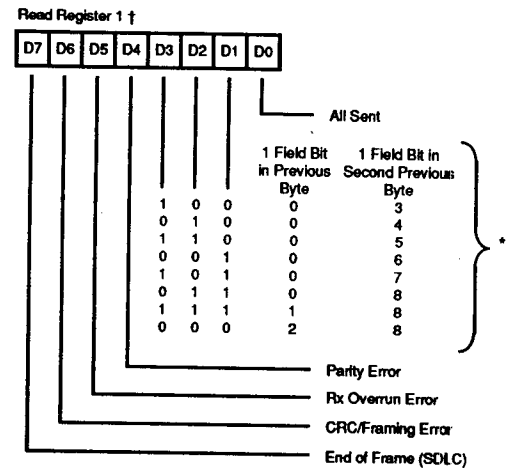 Read Register 1 †
D7 D6 D5 D4 D3 D2 D1 D0
All Sent
1 Field Bit in Previous Byte
1 Field Bit in Second Previous Byte
1 0 0 0 3
0 1 0 0 4
1 1 0 0 5
0 0 1 0 6
1 0 1 0 7
0 1 1 0 8
1 1 1 1 8
0 0 0 2 8
*
Parity Error
Rx Overrun Error
CRC/Framing Error
End of Frame (SDLC)